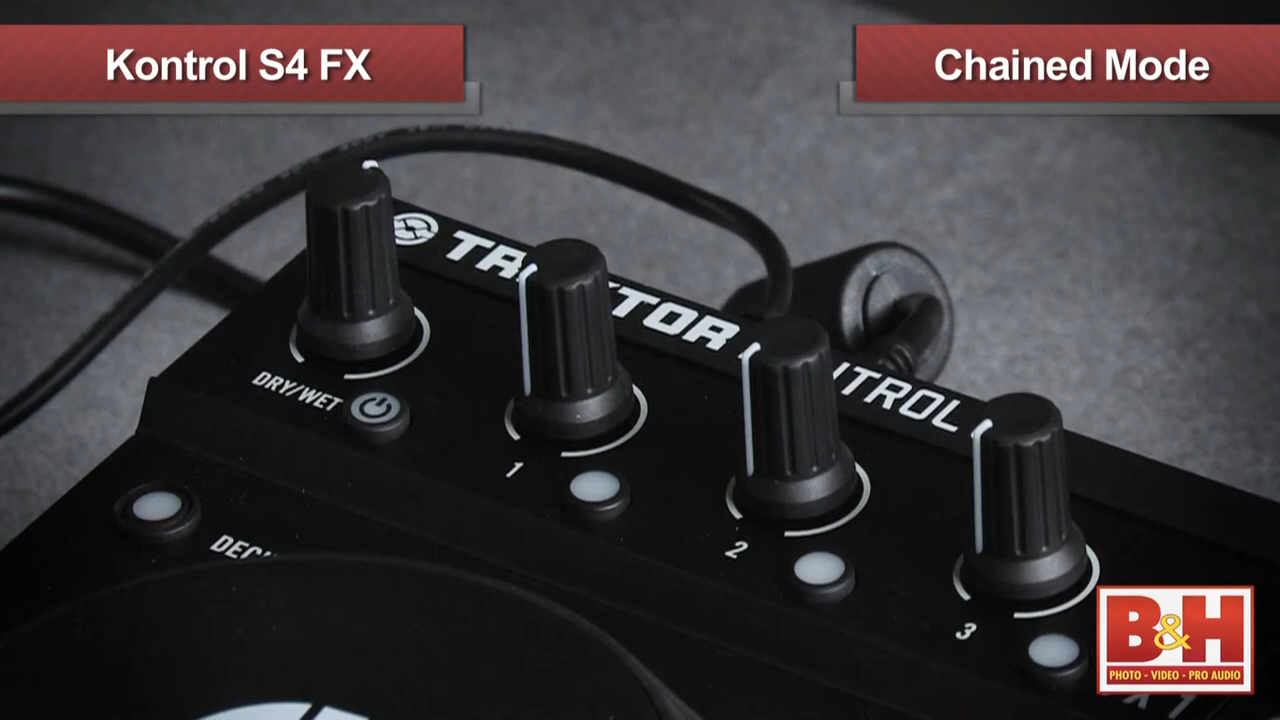 Kontrol S4 FX
Chained Mode
DRY/WET
1
2
3
B&H
PHOTO - VIDEO - PRO AUDIO